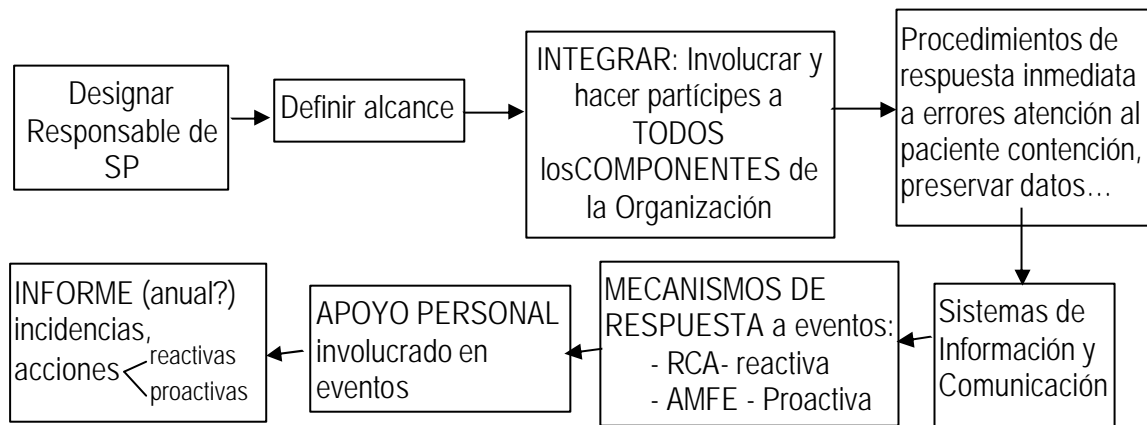 Designar
Responsable de
SP
Definir alcance
INTEGRAR: Involucrar y
hacer partícipes a
TODOS
losCOMPONENTES de
la Organización
Procedimientos de
respuesta inmediata
a errores atención al
paciente contención,
preservar datos...
Sistemas de
Información y
Comunicación
MECANISMOS DE
RESPUESTA a eventos:
- RCA- reactiva
- AMFE - Proactiva
APOYO PERSONAL
involucrado en
eventos
INFORME (anual?)
incidencias,
acciones
reactivas
proactivas